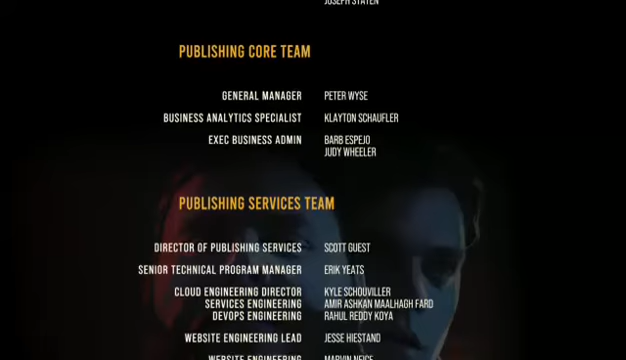 JOSEPH STATEN
PUBLISHING CORE TEAM
GENERAL MANAGER PETER WYSE
BUSINESS ANALYTICS SPECIALIST KLAYTON SCHAUFLER
EXEC BUSINESS ADMIN BARB ESPEJO
JUDY WHEELER
PUBLISHING SERVICES TEAM
DIRECTOR OF PUBLISHING SERVICES SCOTT GUEST
SENIOR TECHNICAL PROGRAM MANAGER ERIK YEATS
CLOUD ENGINEERING DIRECTOR KYLE SCHOUVILLER
SERVICES ENGINEERING AMIR ASHKAN MAALHAGH FARD
DEVOPS ENGINEERING RAHUL REDDY KOYA
WEBSITE ENGINEERING LEAD JESSE HIESTAND
WEBSITE ENGINEERING MARVIN